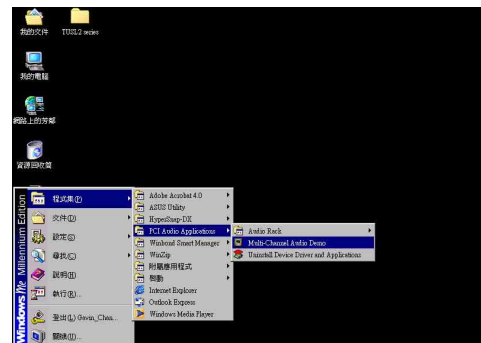 我的文件
TUSL2 series
我的電腦
網路上的芳鄰
資源回收筒
Windows Me Millennium Edition
程式集(P)
文件(D)
設定(S)
尋找(C)
說明(H)
執行(R)...
登出(L) Gavin_Chan...
關機(U)...
Adobe Acrobat 4.0
ASUS Utility
HyperSnap-DX
PCI Audio Applications
Winbond Smart Manager
WinZip
附屬應用程式
啟動
Internet Explorer
Outlook Express
Windows Media Player
Audio Rack
Multi-Channel Audio Demo
Uninstall Device Driver and Applications